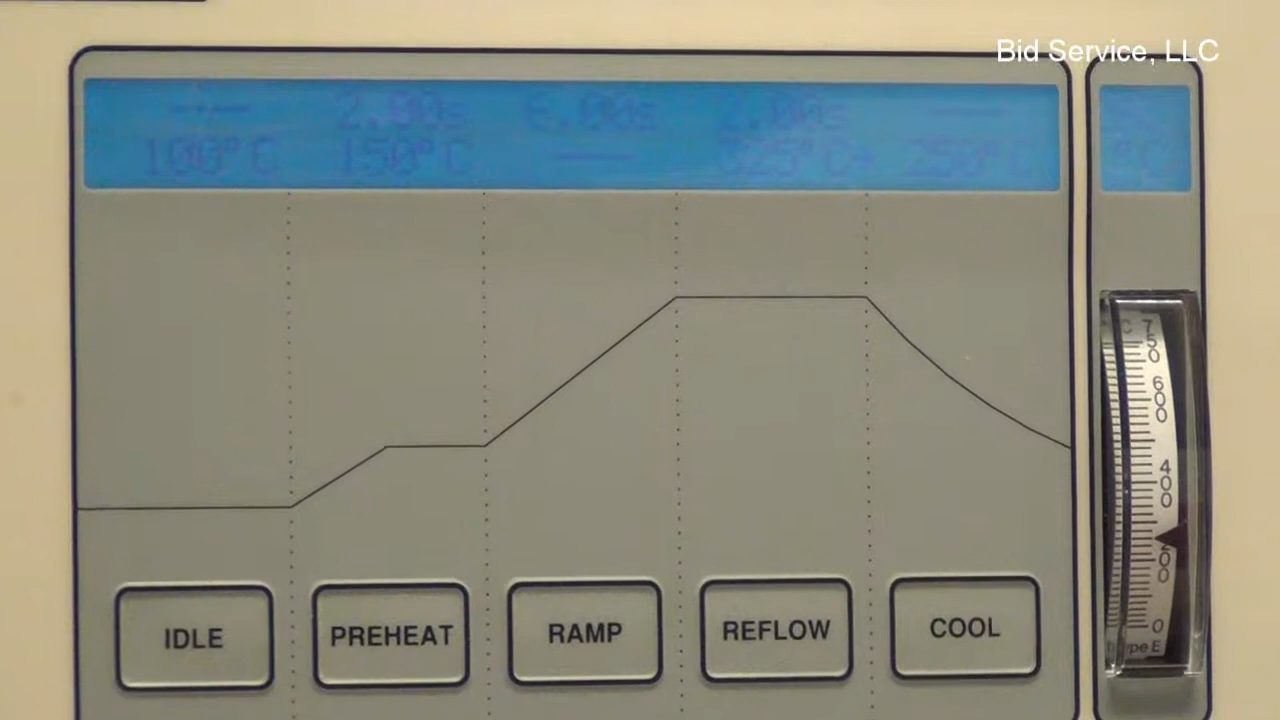 Bid Service, LLC
2.00s 6.00s 2.00s
100°C 150°C 325°C+ 250°C °C
C 750
600
400
200
0
Type E
IDLE PREHEAT RAMP REFLOW COOL